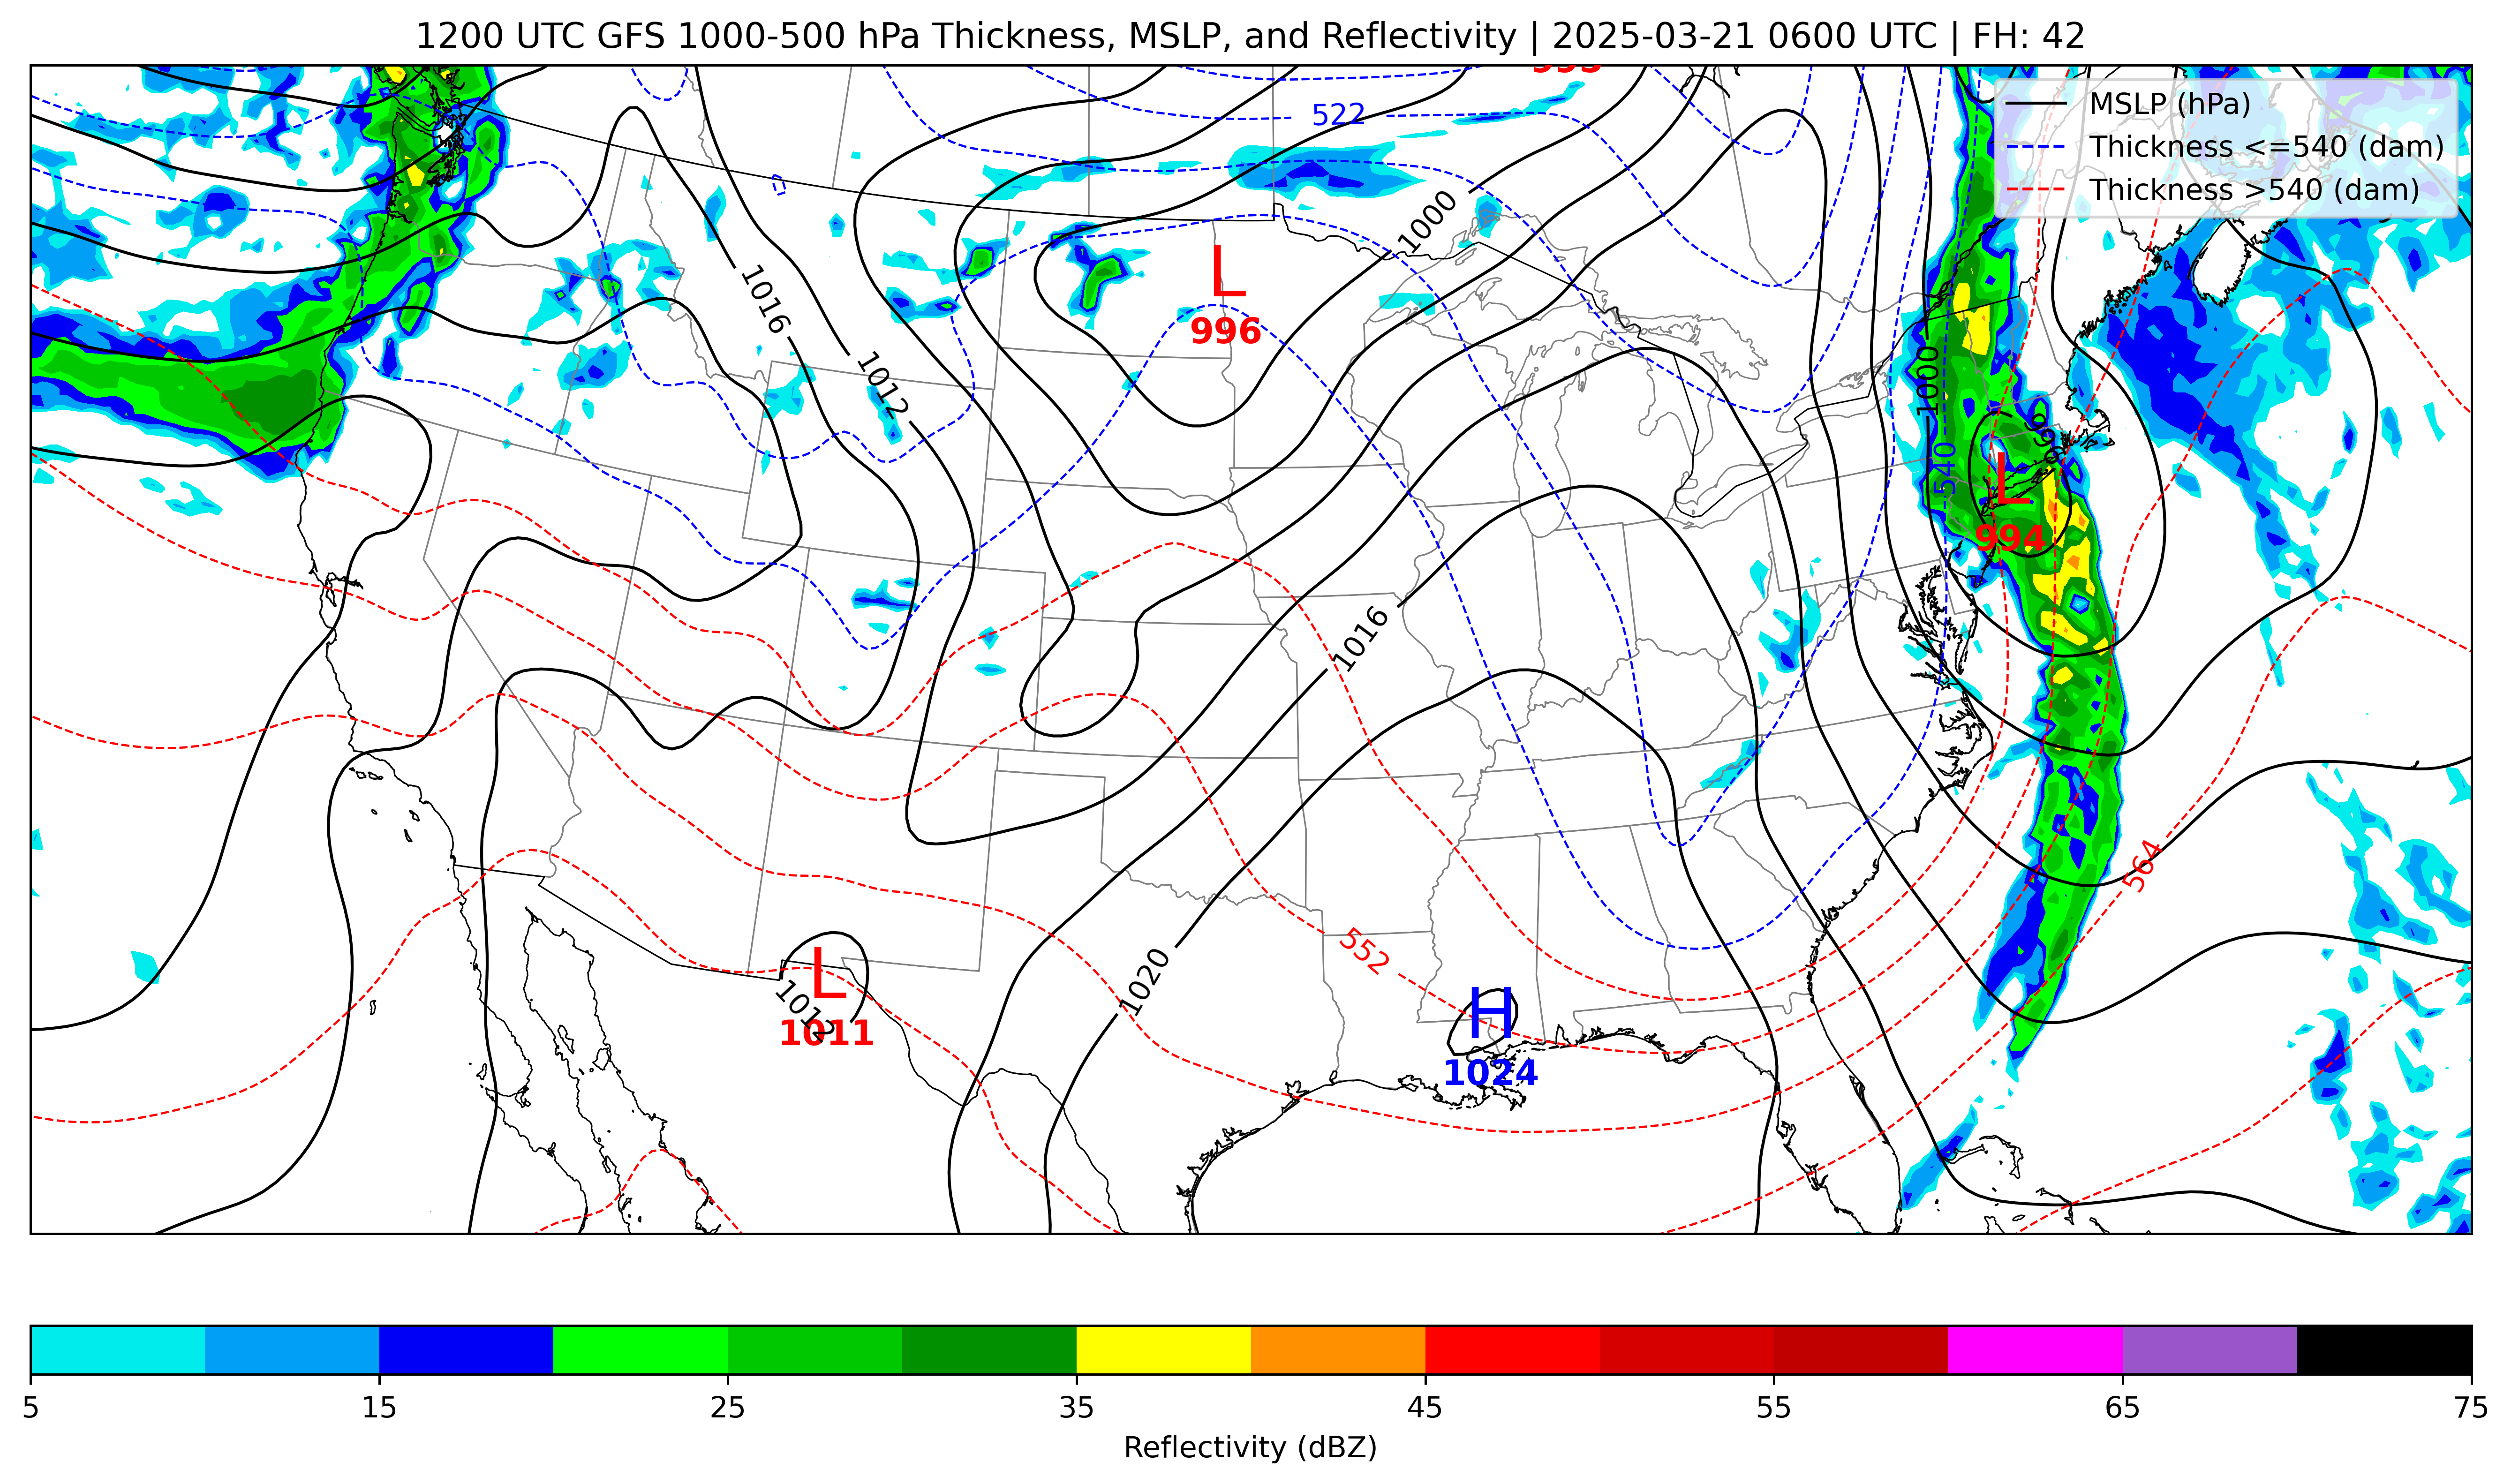 1200 UTC GFS 1000-500 hPa Thickness, MSLP, and Reflectivity | 2025-03-21 0600 UTC | FH: 42
MSLP (hPa)
Thickness <=540 (dam)
Thickness >540 (dam)
522
1000
L
996
1016
1012
1000
996
540
L
994
1016
564
552
1020
L
1012
1011
H
1024
5 15 25 35 45 55 65 75
Reflectivity (dBZ)